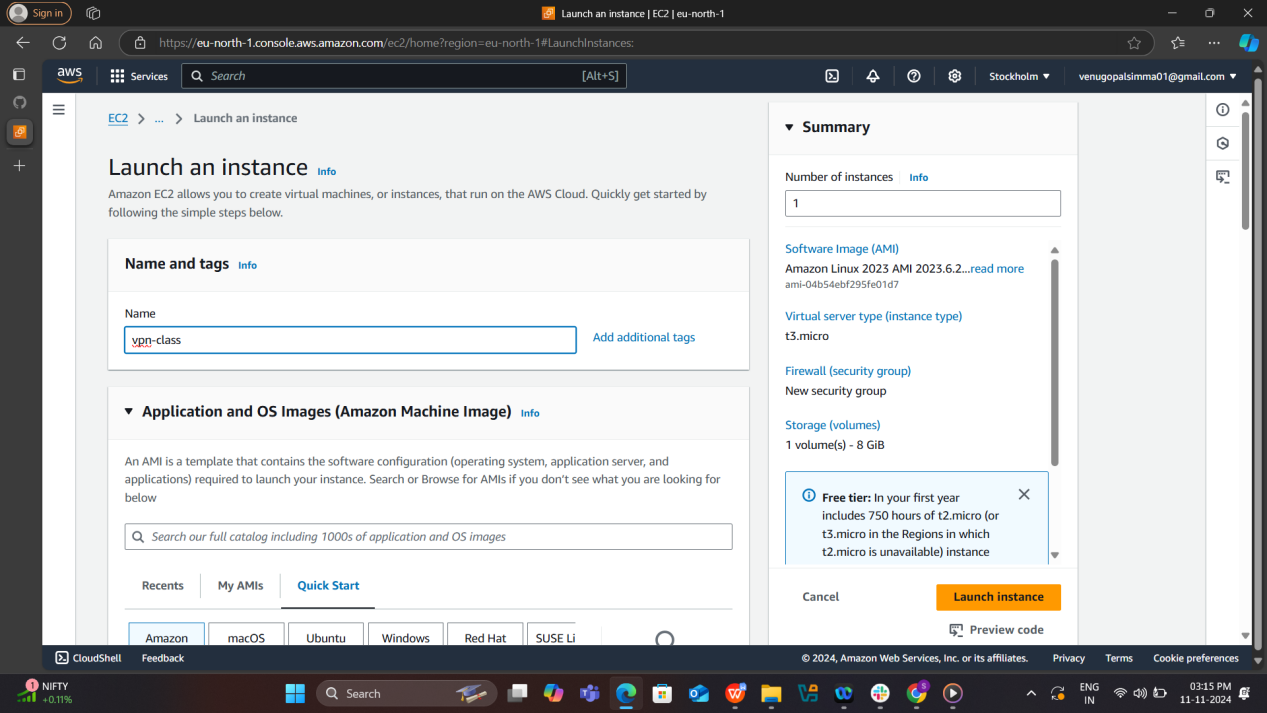 Sign in
Launch an instance | EC2 | eu-north-1
https://eu-north-1.console.aws.amazon.com/ec2/home?region=eu-north-1#LaunchInstances:
aws
Services
Search
[Alt+S]
Stockholm
venugopalsimma01@gmail.com
EC2
...
Launch an instance
Launch an instance Info
Amazon EC2 allows you to create virtual machines, or instances, that run on the AWS Cloud. Quickly get started by
following the simple steps below.
Name and tags Info
Name
vpn-class
Add additional tags
Application and OS Images (Amazon Machine Image) Info
An AMI is a template that contains the software configuration (operating system, application server, and
applications) required to launch your instance. Search or Browse for AMIs if you don't see what you are looking for
below
Search our full catalog including 1000s of application and OS images
Recents
My AMIs
Quick Start
Amazon
macOS
Ubuntu
Windows
Red Hat
SUSE Li
Summary
Number of instances Info
1
Software Image (AMI)
Amazon Linux 2023 AMI 2023.6.2...read more
ami-04b54ebf295fe01d7
Virtual server type (instance type)
t3.micro
Firewall (security group)
New security group
Storage (volumes)
1 volume(s) - 8 GiB
Free tier: In your first year
includes 750 hours of t2.micro (or
t3.micro in the Regions in which
t2.micro is unavailable) instance
Cancel
Launch instance
Preview code
CloudShell
Feedback
© 2024, Amazon Web Services, Inc. or its affiliates.
Privacy
Terms
Cookie preferences
1
NIFTY
+0.11%
Search
ENG
IN
03:15 PM
11-11-2024